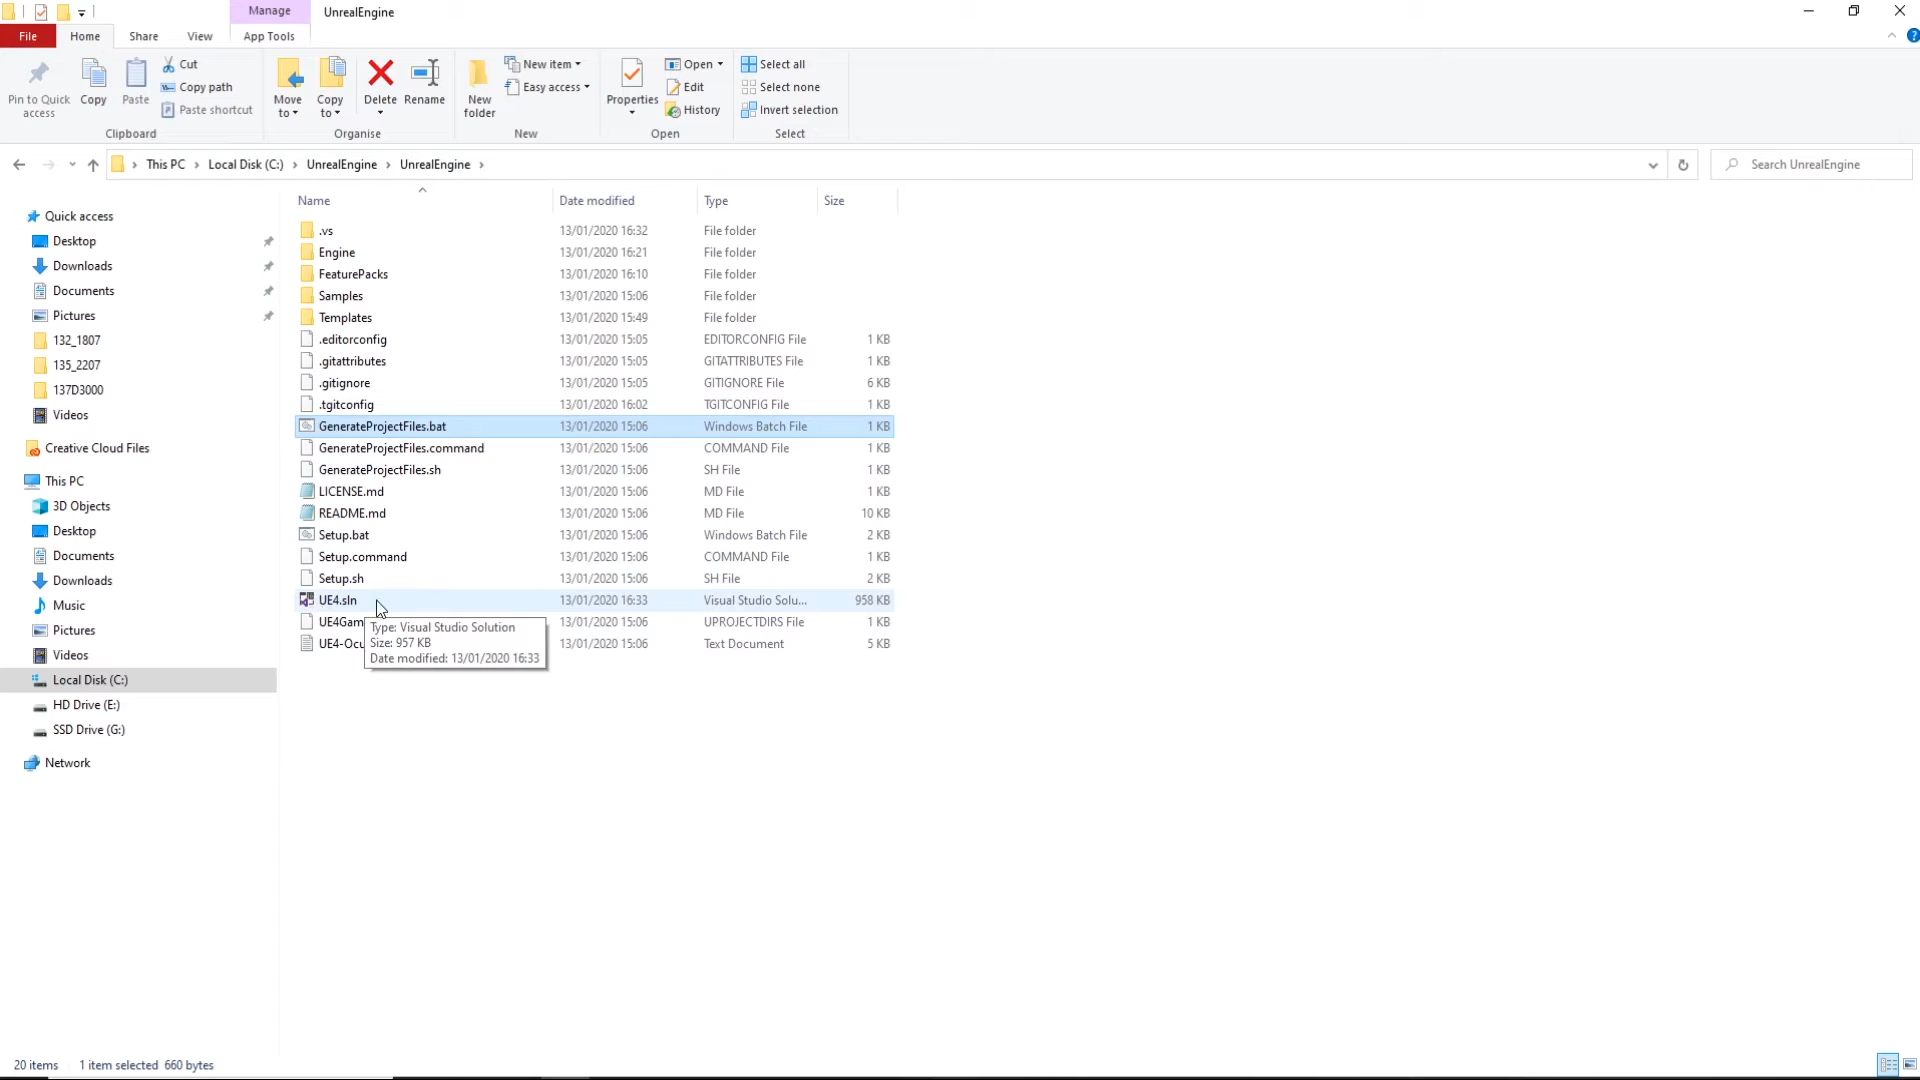 Manage
UnrealEngine
File
Home
Share
View
App Tools
Pin to Quick access
Copy
Paste
Cut
Copy path
Paste shortcut
Clipboard
Move to
Copy to
Delete
Rename
Organise
New folder
New item
Easy access
New
Properties
Open
Edit
History
Open
Select all
Select none
Invert selection
Select
This PC > Local Disk (C:) > UnrealEngine > UnrealEngine >
Search UnrealEngine
Quick access
Desktop
Downloads
Documents
Pictures
132_1807
135_2207
137D3000
Videos
Creative Cloud Files
This PC
3D Objects
Desktop
Documents
Downloads
Music
Pictures
Videos
Local Disk (C:)
HD Drive (E:)
SSD Drive (G:)
Network
Name Date modified Type Size
.vs 13/01/2020 16:32 File folder
Engine 13/01/2020 16:21 File folder
FeaturePacks 13/01/2020 16:10 File folder
Samples 13/01/2020 15:06 File folder
Templates 13/01/2020 15:49 File folder
.editorconfig 13/01/2020 15:05 EDITORCONFIG File 1 KB
.gitattributes 13/01/2020 15:05 GITATTRIBUTES File 1 KB
.gitignore 13/01/2020 15:05 GITIGNORE File 6 KB
.tgitconfig 13/01/2020 16:02 TGITCONFIG File 1 KB
GenerateProjectFiles.bat 13/01/2020 15:06 Windows Batch File 1 KB
GenerateProjectFiles.command 13/01/2020 15:06 COMMAND File 1 KB
GenerateProjectFiles.sh 13/01/2020 15:06 SH File 1 KB
LICENSE.md 13/01/2020 15:06 MD File 1 KB
README.md 13/01/2020 15:06 MD File 10 KB
Setup.bat 13/01/2020 15:06 Windows Batch File 2 KB
Setup.command 13/01/2020 15:06 COMMAND File 1 KB
Setup.sh 13/01/2020 15:06 SH File 2 KB
UE4.sln 13/01/2020 16:33 Visual Studio Solu... 958 KB
UE4Gam 13/01/2020 15:06 UPROJECTDIRS File 1 KB
UE4-Ocu 13/01/2020 15:06 Text Document 5 KB
Type: Visual Studio Solution
Size: 957 KB
Date modified: 13/01/2020 16:33
20 items 1 item selected 660 bytes